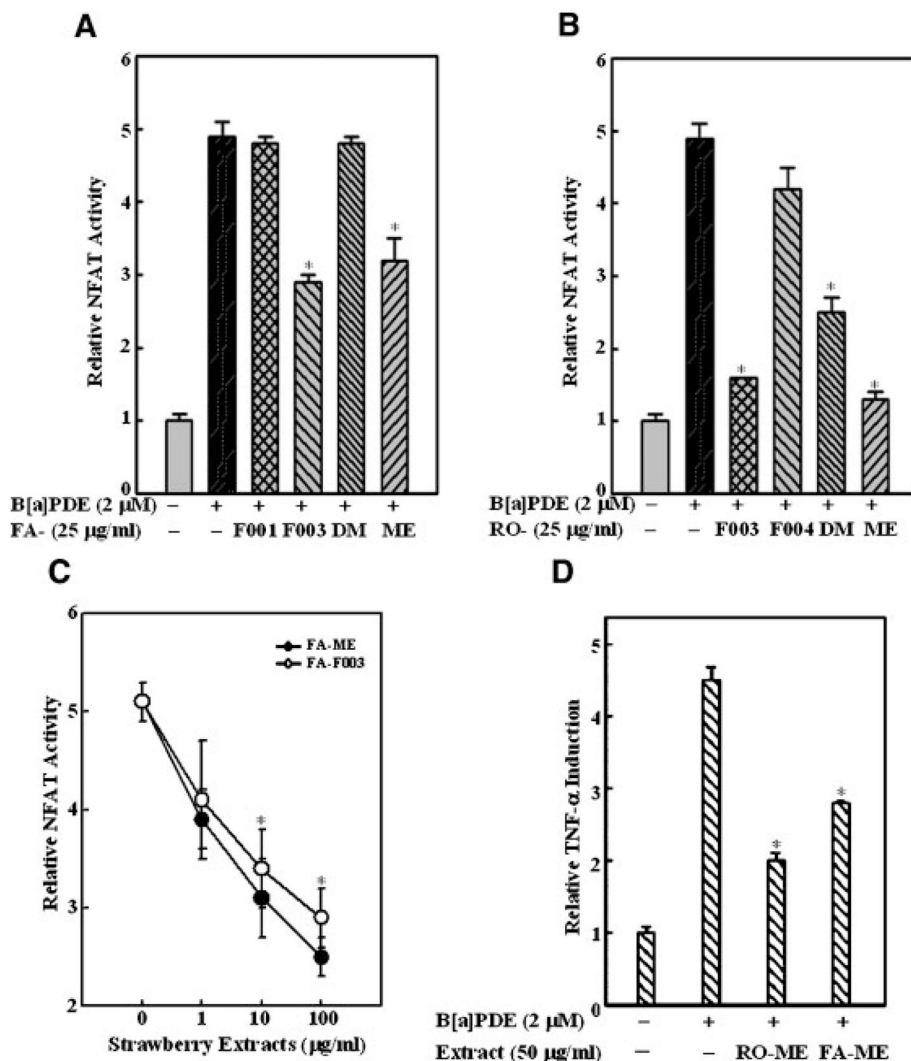 A
B
6
5
4
3
2
1
0
Relative NFAT Activity
*
*
B[a]PDE (2 µM) – + + + + +
FA- (25 µg/ml) – – F001 F003 DM ME
6
5
4
3
2
1
0
Relative NFAT Activity
*
*
*
B[a]PDE (2 µM) – + + + + +
RO- (25 µg/ml) – – F003 F004 DM ME
C
D
6
5
4
3
2
Relative NFAT Activity
FA-ME
FA-F003
*
*
0 1 10 100
Strawberry Extracts (µg/ml)
5
4
3
2
1
0
Relative TNF-α Induction
*
*
B[a]PDE (2 µM) – + + +
Extract (50 µg/ml) – – RO-ME FA-ME